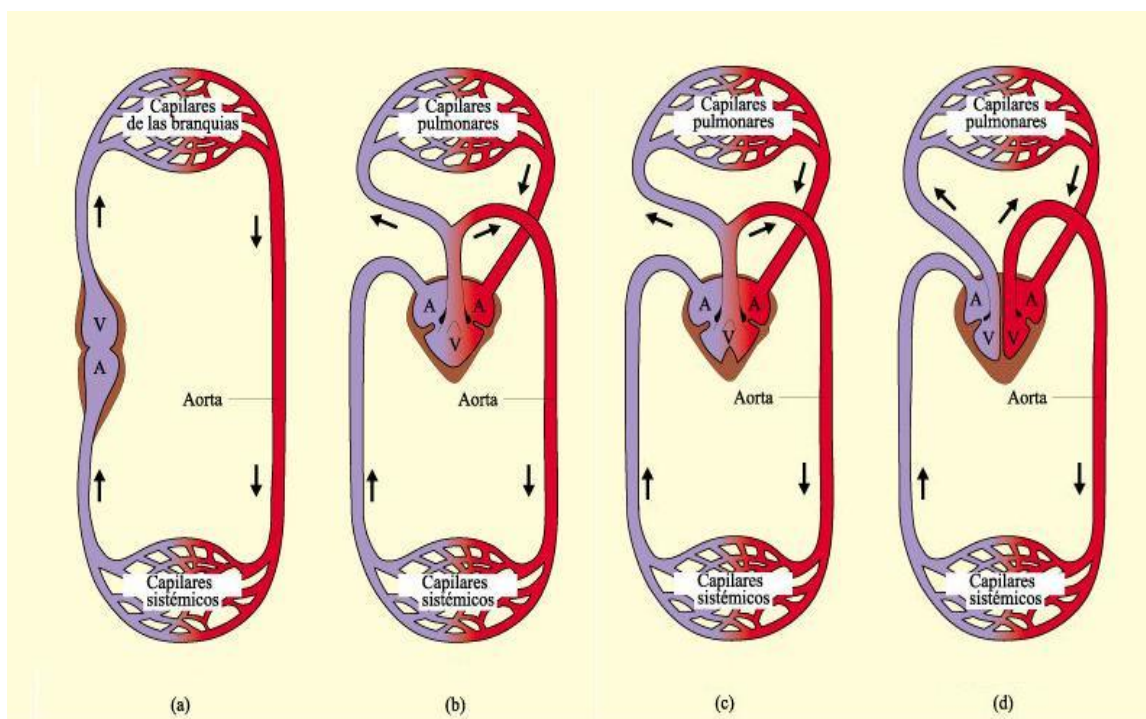 Capilares
de las branquias
V
A
Aorta
Capilares
sistémicos
(a)
Capilares
pulmonares
A
A
V
Aorta
Capilares
sistémicos
(b)
Capilares
pulmonares
A
A
V
Aorta
Capilares
sistémicos
(c)
Capilares
pulmonares
A
A
V
V
Aorta
Capilares
sistémicos
(d)